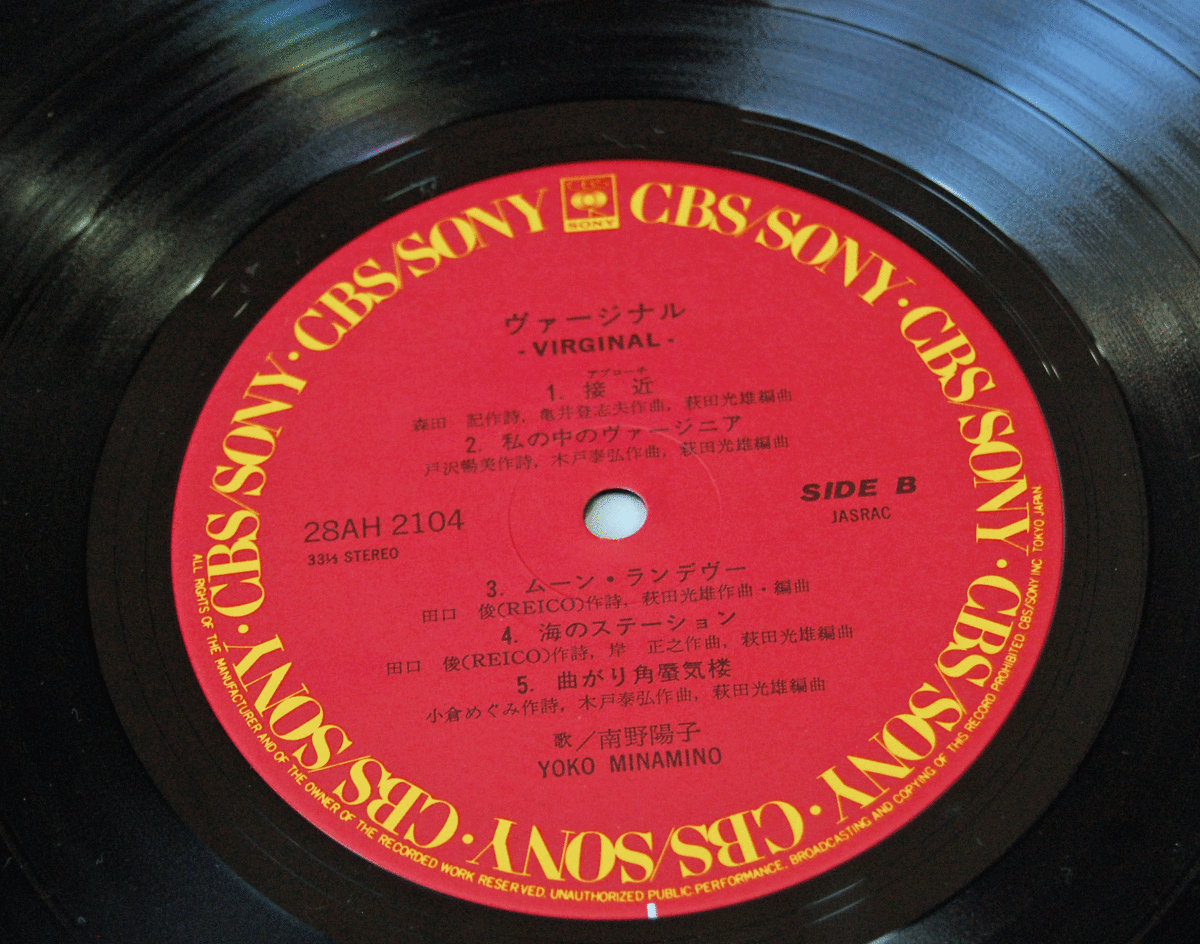 CBS SONY
CBS/SONY · CBS/SONY · CBS/SONY · CBS/SONY · CBS/SONY · CBS/SONY · CBS/SONY · CBS/SONY
ヴァージナル
- VIRGINAL -
アプローチ
1. 接近
森田 記作詩, 亀井登志夫作曲, 萩田光雄編曲
2. 私の中のヴァージニア
戸沢暢美作詩, 木戸泰弘作曲, 萩田光雄編曲
SIDE B
JASRAC
28AH 2104
33⅓ STEREO
3. ムーン・ランデヴー
田口 俊(REICO)作詩, 萩田光雄作曲・編曲
4. 海のステーション
田口 俊(REICO)作詩, 岸 正之作曲, 萩田光雄編曲
5. 曲がり角蜃気楼
小倉めぐみ作詩, 木戸泰弘作曲, 萩田光雄編曲
歌/南野陽子
YOKO MINAMINO
ALL RIGHTS OF THE MANUFACTURER AND OF THE OWNER OF THE RECORDED WORK RESERVED. UNAUTHORIZED PUBLIC PERFORMANCE, BROADCASTING AND COPYING OF THIS RECORD PROHIBITED CBS/SONY INC. TOKYO JAPAN.